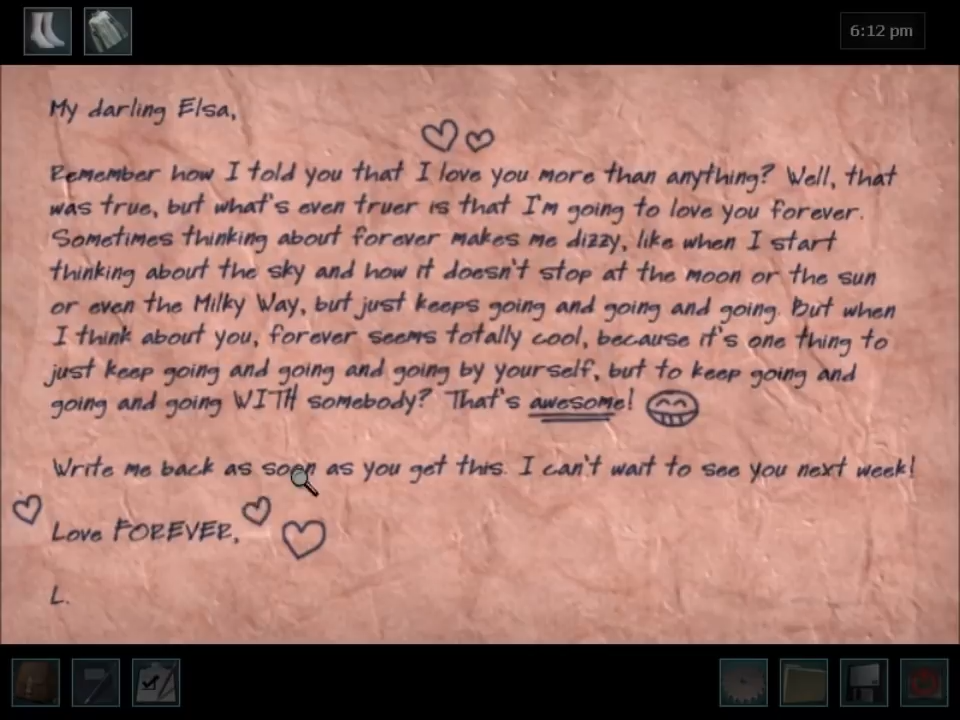 6:12 pm
My darling Elsa,
Remember how I told you that I love you more than anything? Well, that
was true, but what's even truer is that I'm going to love you forever.
Sometimes thinking about forever makes me dizzy, like when I start
thinking about the sky and how it doesn't stop at the moon or the sun
or even the Milky Way, but just keeps going and going and going. But when
I think about you, forever seems totally cool, because it's one thing to
just keep going and going and going by yourself, but to keep going and
going and going WITH somebody? That's awesome!
Write me back as soon as you get this. I can't wait to see you next week!
Love FOREVER,
L.